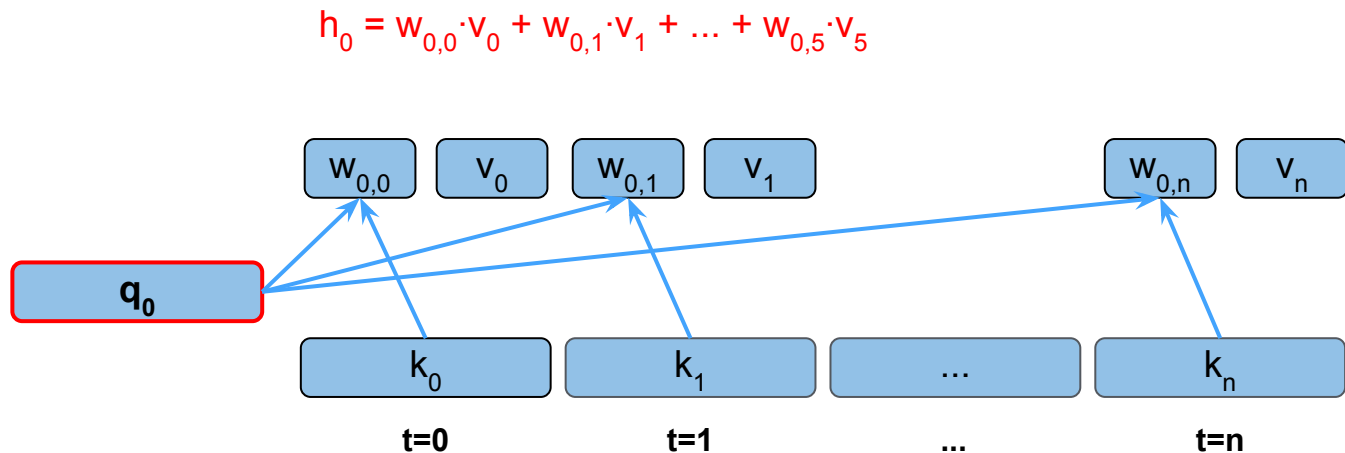 h₀ = w₀,₀·v₀ + w₀,₁·v₁ + ... + w₀,₅·v₅
w₀,₀ v₀ w₀,₁ v₁ w₀,ₙ vₙ
q₀
k₀ k₁ ... kₙ
t=0 t=1 ... t=n